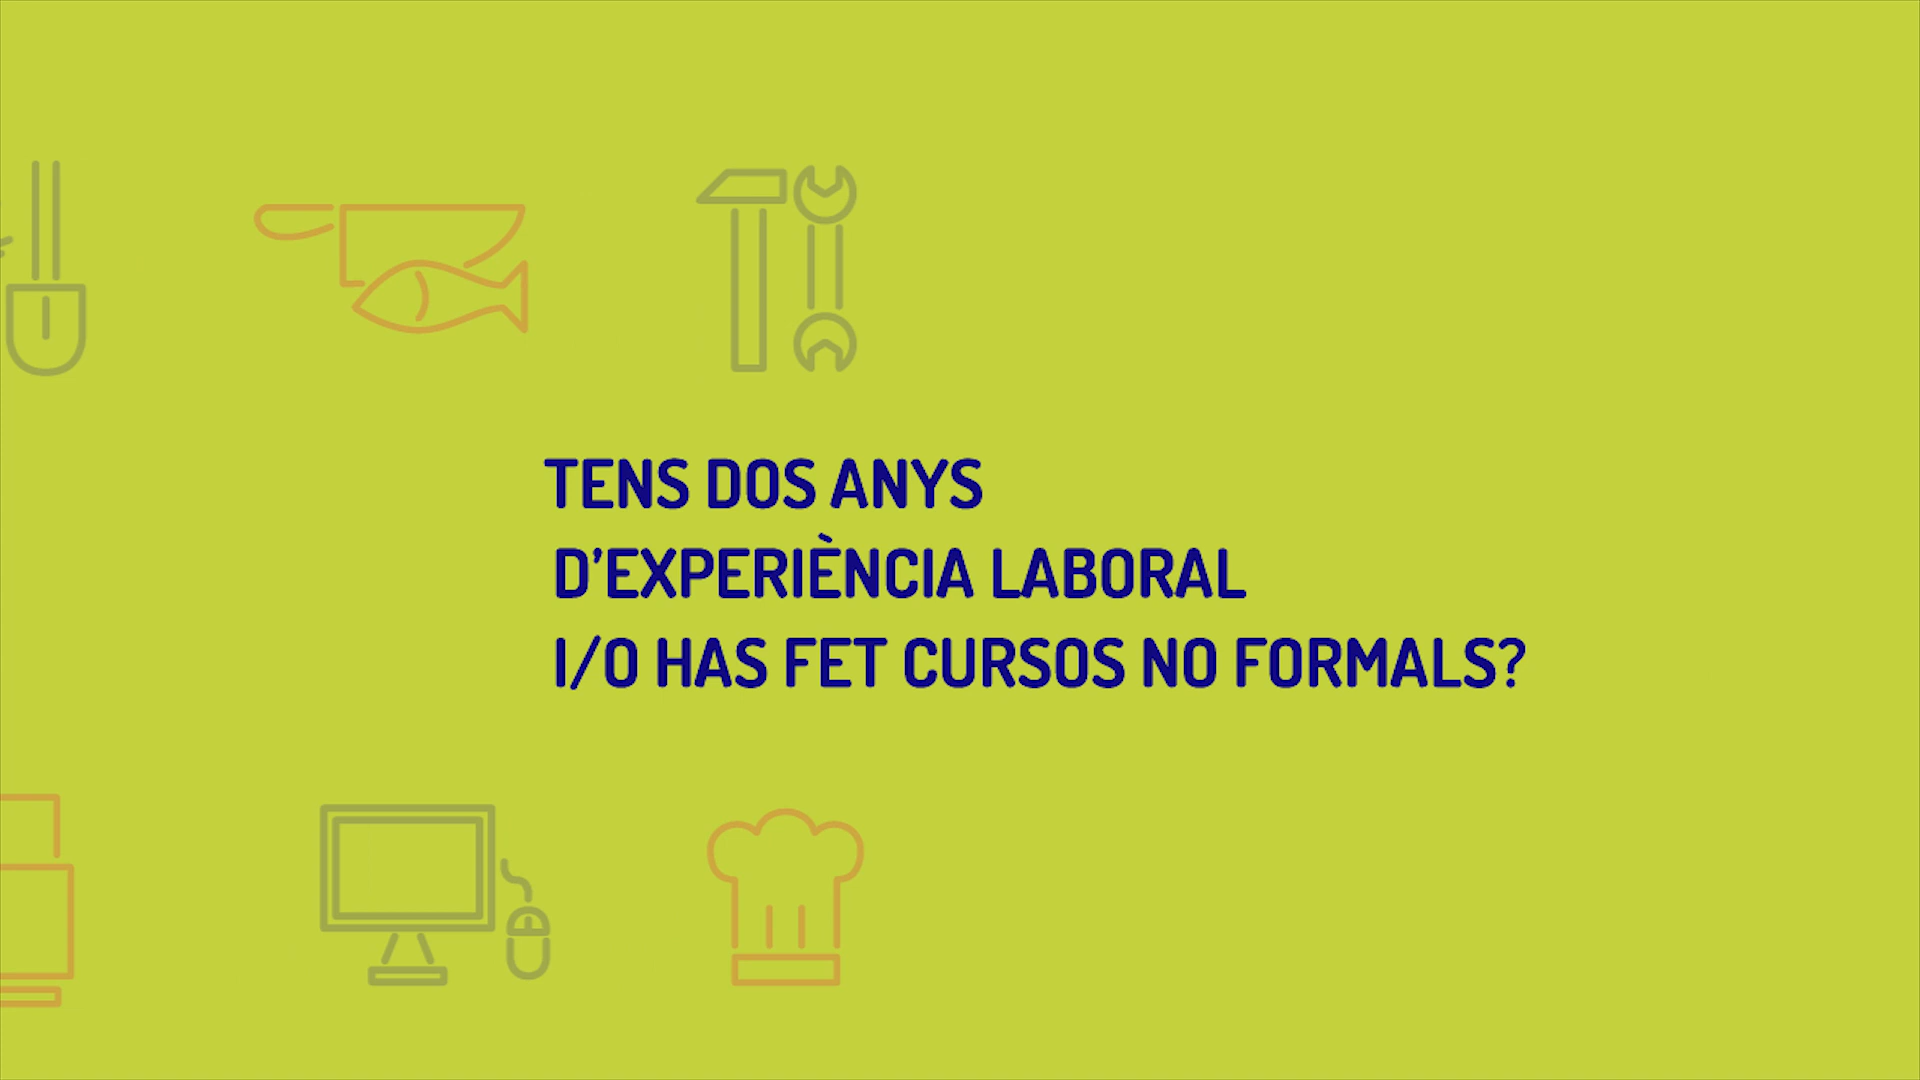 TENS DOS ANYS
D'EXPERIÈNCIA LABORAL
I/O HAS FET CURSOS NO FORMALS?